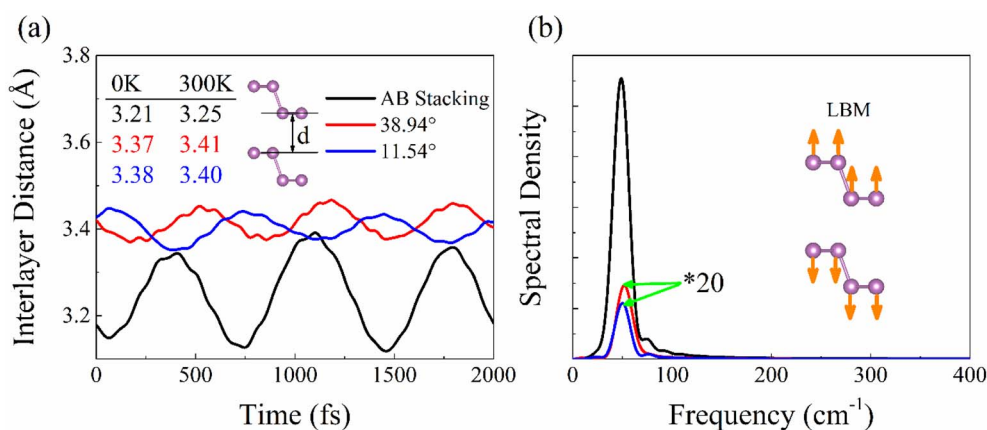 (a)
Interlayer Distance (Å)
3.8
3.6
3.4
3.2
0K 300K
3.21 3.25
3.37 3.41
3.38 3.40
d
AB Stacking
38.94°
11.54°
0 500 1000 1500 2000
Time (fs)
(b)
Spectral Density
LBM
*20
0 100 200 300 400
Frequency (cm⁻¹)